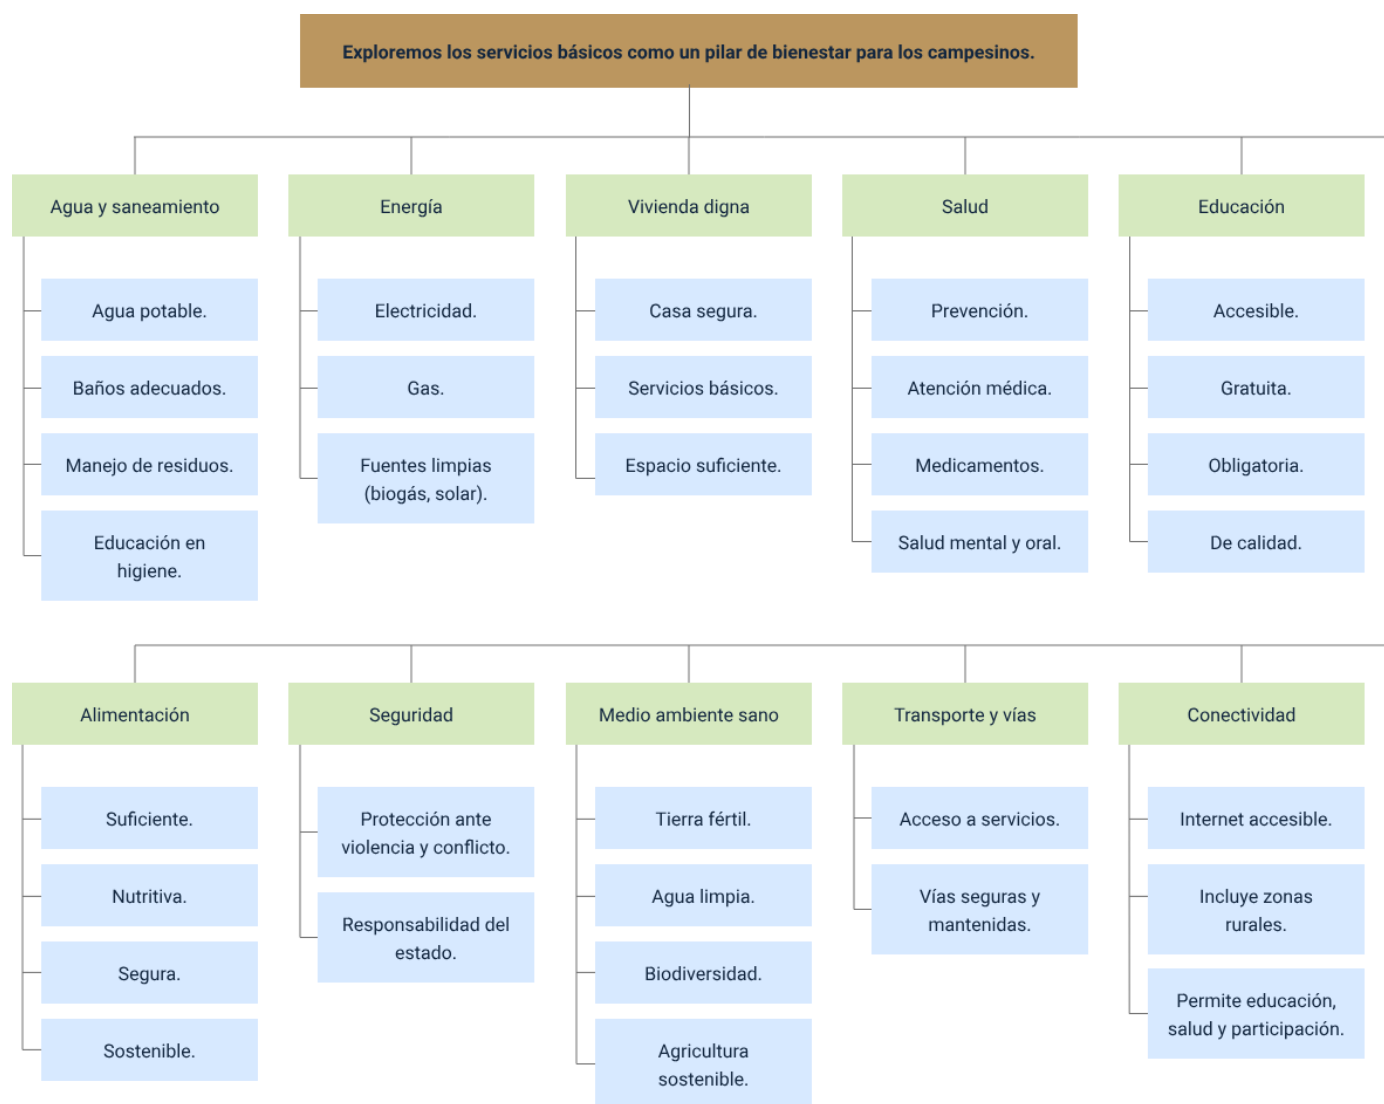 Exploremos los servicios básicos como un pilar de bienestar para los campesinos.
Agua y saneamiento
Agua potable.
Baños adecuados.
Manejo de residuos.
Educación en
higiene.
Energía
Electricidad.
Gas.
Fuentes limpias
(biogás, solar).
Vivienda digna
Casa segura.
Servicios básicos.
Espacio suficiente.
Salud
Prevención.
Atención médica.
Medicamentos.
Salud mental y oral.
Educación
Accesible.
Gratuita.
Obligatoria.
De calidad.
Alimentación
Suficiente.
Nutritiva.
Segura.
Sostenible.
Seguridad
Protección ante
violencia y conflicto.
Responsabilidad del
estado.
Medio ambiente sano
Tierra fértil.
Agua limpia.
Biodiversidad.
Agricultura
sostenible.
Transporte y vías
Acceso a servicios.
Vías seguras y
mantenidas.
Conectividad
Internet accesible.
Incluye zonas
rurales.
Permite educación,
salud y participación.